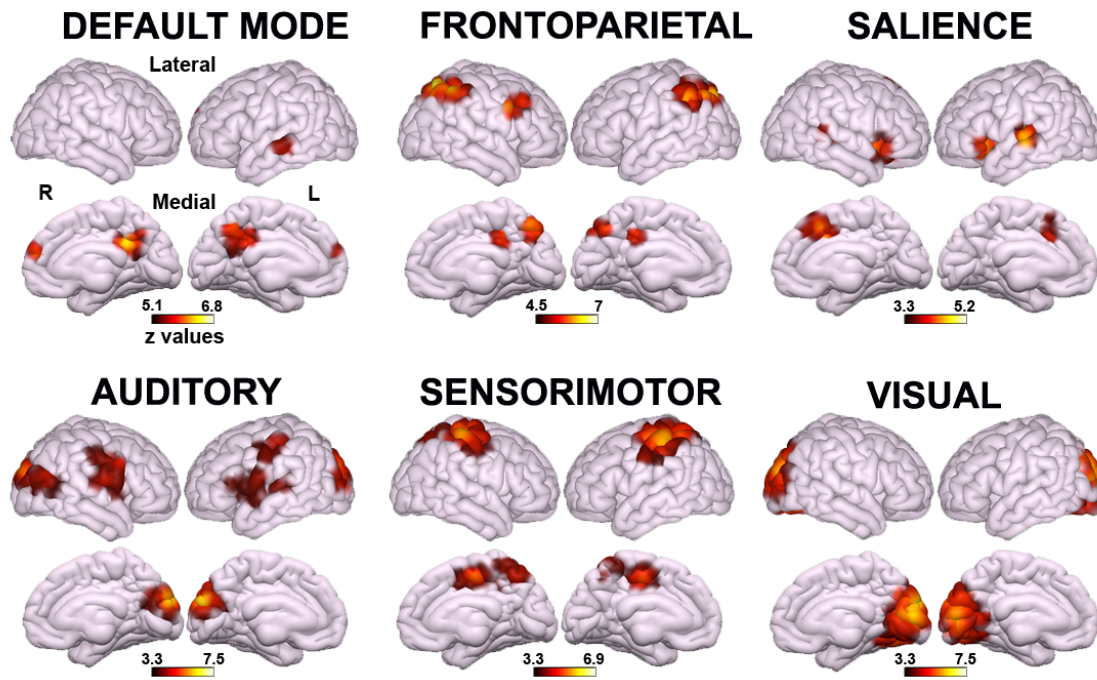 DEFAULT MODE FRONTOPARIETAL SALIENCE
Lateral
R Medial L
5.1 6.8 4.5 7 3.3 5.2
z values
AUDITORY SENSORIMOTOR VISUAL
3.3 7.5 3.3 6.9 3.3 7.5